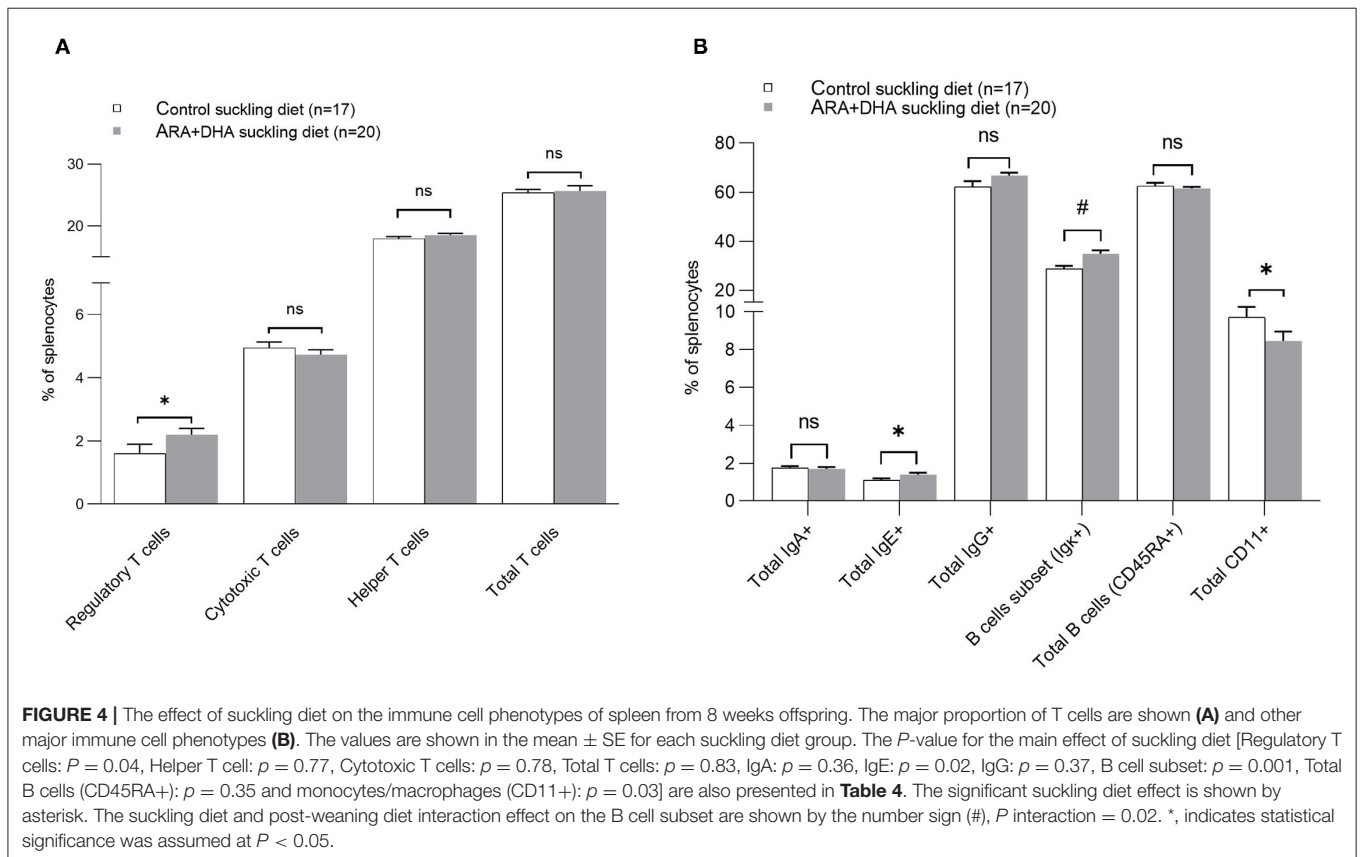 A
Control suckling diet (n=17)
ARA+DHA suckling diet (n=20)
% of splenocytes
30
20
6
4
2
0
*
ns
ns
ns
Regulatory T cells
Cytotoxic T cells
Helper T cells
Total T cells
B
Control suckling diet (n=17)
ARA+DHA suckling diet (n=20)
% of splenocytes
80
60
40
20
10
8
6
4
2
0
ns
*
ns
#
ns
*
Total IgA+
Total IgE+
Total IgG+
B cells subset (Igκ+)
Total B cells (CD45RA+)
Total CD11+
FIGURE 4 | The effect of suckling diet on the immune cell phenotypes of spleen from 8 weeks offspring. The major proportion of T cells are shown (A) and other
major immune cell phenotypes (B). The values are shown in the mean ± SE for each suckling diet group. The P-value for the main effect of suckling diet [Regulatory T
cells: P = 0.04, Helper T cell: p = 0.77, Cytotoxic T cells: p = 0.78, Total T cells: p = 0.83, IgA: p = 0.36, IgE: p = 0.02, IgG: p = 0.37, B cell subset: p = 0.001, Total
B cells (CD45RA+): p = 0.35 and monocytes/macrophages (CD11+): p = 0.03] are also presented in Table 4. The significant suckling diet effect is shown by
asterisk. The suckling diet and post-weaning diet interaction effect on the B cell subset are shown by the number sign (#), P interaction = 0.02. *, indicates statistical
significance was assumed at P < 0.05.